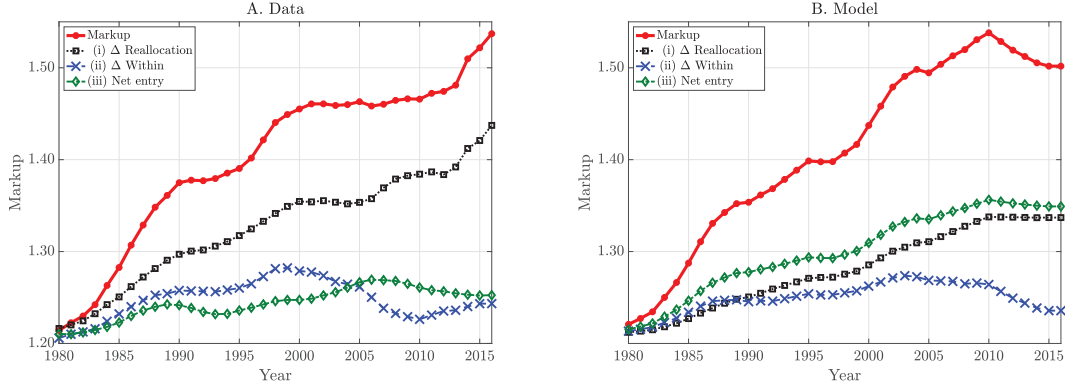 A. Data
Markup
(i) Δ Reallocation
(ii) Δ Within
(iii) Net entry
1.50
1.40
1.30
1.20
Markup
1980 1985 1990 1995 2000 2005 2010 2015
Year
B. Model
Markup
(i) Δ Reallocation
(ii) Δ Within
(iii) Net entry
1.50
1.40
1.30
1.20
Markup
1980 1985 1990 1995 2000 2005 2010 2015
Year